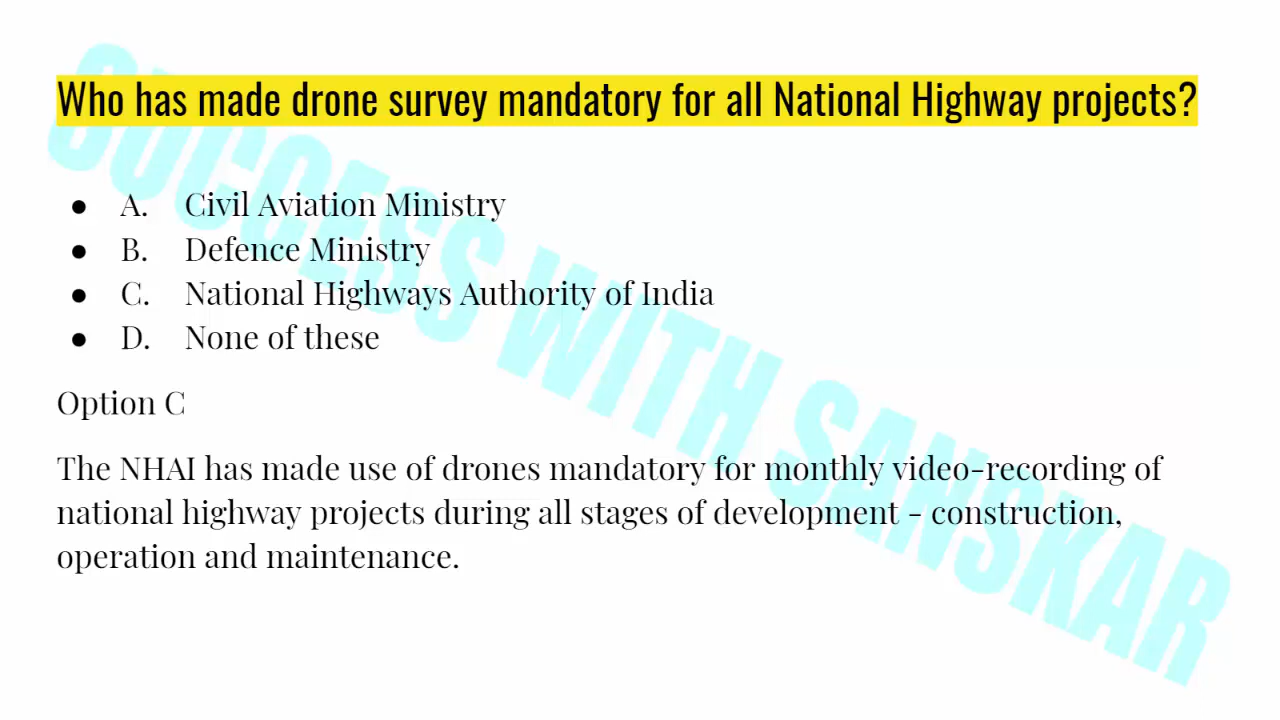 Who has made drone survey mandatory for all National Highway projects?
● A. Civil Aviation Ministry
● B. Defence Ministry
● C. National Highways Authority of India
● D. None of these
Option C
The NHAI has made use of drones mandatory for monthly video-recording of
national highway projects during all stages of development - construction,
operation and maintenance.
SUCCESS WITH SANSKAR